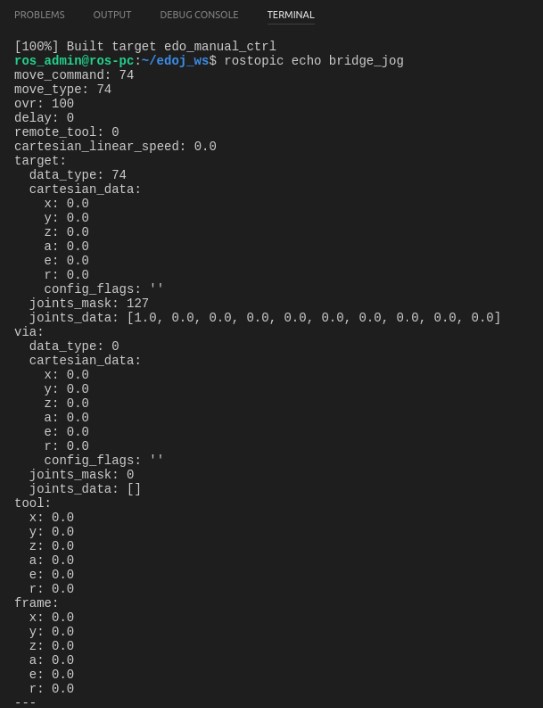 PROBLEMS OUTPUT DEBUG CONSOLE TERMINAL
[100%] Built target edo_manual_ctrl
ros_admin@ros-pc:~/edoj_ws$ rostopic echo bridge_jog
move_command: 74
move_type: 74
ovr: 100
delay: 0
remote_tool: 0
cartesian_linear_speed: 0.0
target:
  data_type: 74
  cartesian_data:
    x: 0.0
    y: 0.0
    z: 0.0
    a: 0.0
    e: 0.0
    r: 0.0
    config_flags: ''
  joints_mask: 127
  joints_data: [1.0, 0.0, 0.0, 0.0, 0.0, 0.0, 0.0, 0.0, 0.0, 0.0]
via:
  data_type: 0
  cartesian_data:
    x: 0.0
    y: 0.0
    z: 0.0
    a: 0.0
    e: 0.0
    r: 0.0
    config_flags: ''
  joints_mask: 0
  joints_data: []
tool:
  x: 0.0
  y: 0.0
  z: 0.0
  a: 0.0
  e: 0.0
  r: 0.0
frame:
  x: 0.0
  y: 0.0
  z: 0.0
  a: 0.0
  e: 0.0
  r: 0.0
---